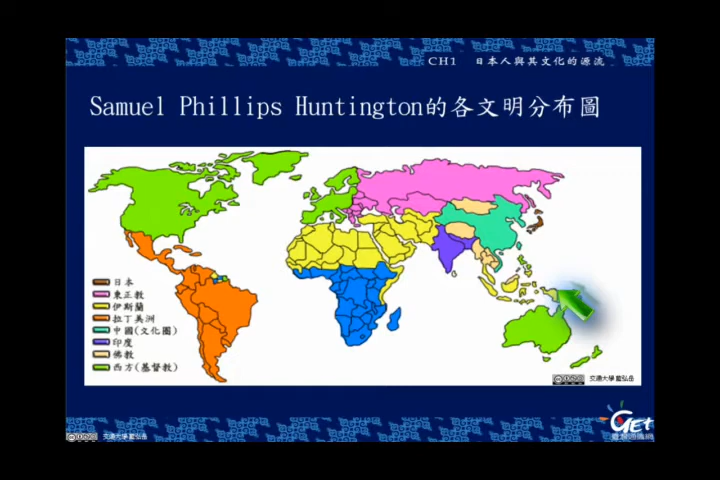 CH1 日本人與其文化的源流
Samuel Phillips Huntington的各文明分布圖
日本
東正教
伊斯蘭
拉丁美洲
中國(文化圈)
印度
佛教
西方(基督教)
交通大學藍弘岳
GEt
交通大學藍弘岳